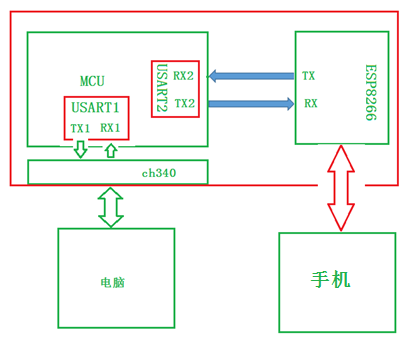 MCU
USART1
TX1 RX1
USART2
RX2
TX2
TX
RX
ESP8266
ch340
电脑
手机